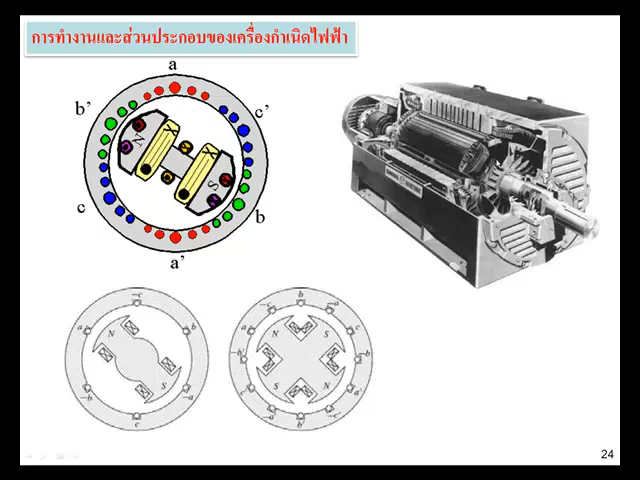 การทำงานและส่วนประกอบของเครื่องกำเนิดไฟฟ้า
a
b' c'
N
X X
S
c b
a'
-c
a b
N
S
-b -a
c
b
-c -a
a c
N S
-b' -b
S N
c' a'
-a -c'
b'
24